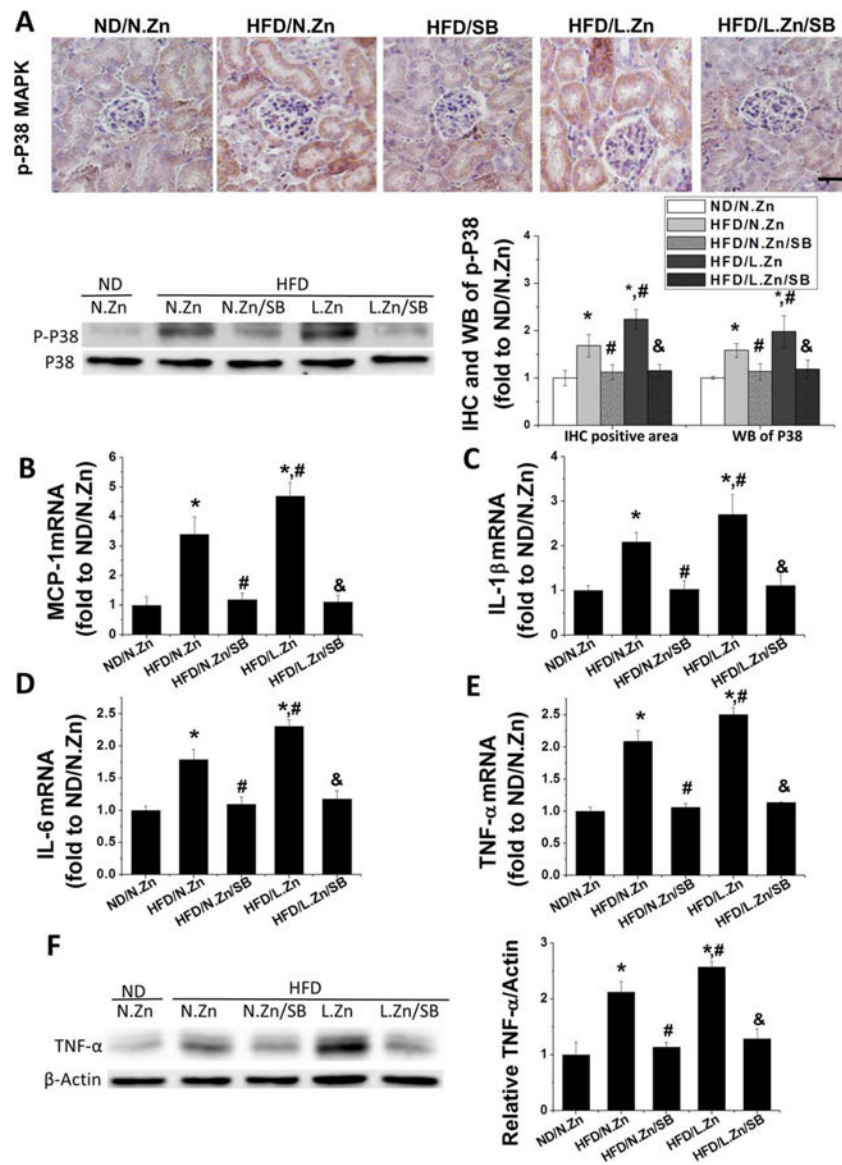 A
ND/N.Zn HFD/N.Zn HFD/SB HFD/L.Zn HFD/L.Zn/SB
p-P38 MAPK
ND HFD
N.Zn N.Zn N.Zn/SB L.Zn L.Zn/SB
P-P38
P38
ND/N.Zn
HFD/N.Zn
HFD/N.Zn/SB
HFD/L.Zn
HFD/L.Zn/SB
IHC and WB of p-P38
(fold to ND/N.Zn)
4
2
1
0
* # *,# & * # *,# &
IHC positive area WB of P38
B
MCP-1mRNA
(fold to ND/N.Zn)
6
5
4
3
2
1
0
* # *,# &
ND/N.Zn HFD/N.Zn HFD/N.Zn/SB HFD/L.Zn HFD/L.Zn/SB
C
IL-1β mRNA
(fold to ND/N.Zn)
4
3
2
1
0
* # *,# &
ND/N.Zn HFD/N.Zn HFD/N.Zn/SB HFD/L.Zn HFD/L.Zn/SB
D
IL-6 mRNA
(fold to ND/N.Zn)
2.5
2.0
1.5
1.0
0.5
0.0
* # *,# &
ND/N.Zn HFD/N.Zn HFD/N.Zn/SB HFD/L.Zn HFD/L.Zn/SB
E
TNF-α mRNA
(fold to ND/N.Zn)
2.5
2.0
1.5
1.0
0.5
0.0
* # *,# &
ND/N.Zn HFD/N.Zn HFD/N.Zn/SB HFD/L.Zn HFD/L.Zn/SB
F
ND HFD
N.Zn N.Zn N.Zn/SB L.Zn L.Zn/SB
TNF-α
β-Actin
Relative TNF-α/Actin
3
2
1
0
* # *,# &
ND/N.Zn HFD/N.Zn HFD/N.Zn/SB HFD/L.Zn HFD/L.Zn/SB